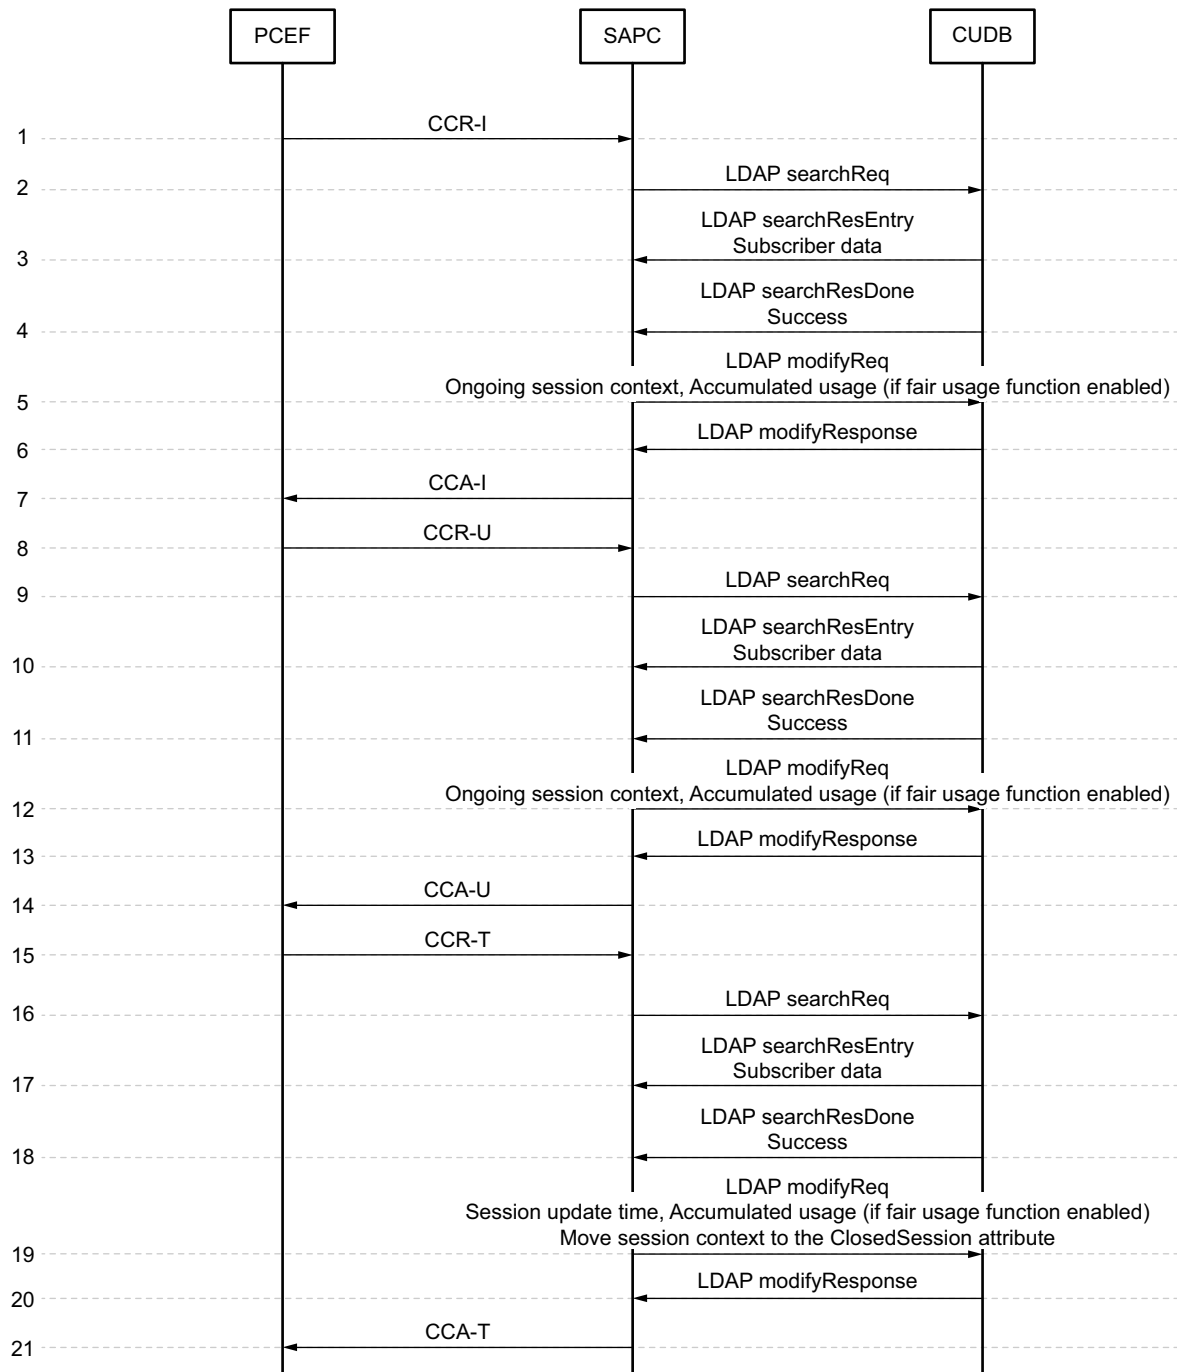 PCEF
SAPC
CUDB
1
CCR-I
2
LDAP searchReq
LDAP searchResEntry
Subscriber data
3
LDAP searchResDone
Success
4
LDAP modifyReq
Ongoing session context, Accumulated usage (if fair usage function enabled)
5
LDAP modifyResponse
6
CCA-I
7
CCR-U
8
LDAP searchReq
9
LDAP searchResEntry
Subscriber data
10
LDAP searchResDone
Success
11
LDAP modifyReq
Ongoing session context, Accumulated usage (if fair usage function enabled)
12
LDAP modifyResponse
13
CCA-U
14
CCR-T
15
LDAP searchReq
16
LDAP searchResEntry
Subscriber data
17
LDAP searchResDone
Success
18
LDAP modifyReq
Session update time, Accumulated usage (if fair usage function enabled)
Move session context to the ClosedSession attribute
19
LDAP modifyResponse
20
CCA-T
21